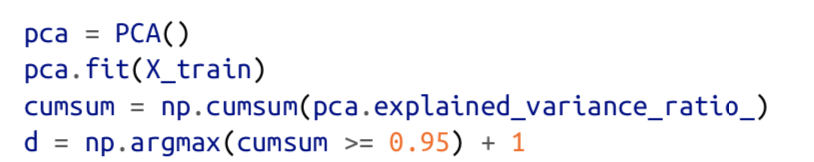 pca = PCA()
pca.fit(X_train)
cumsum = np.cumsum(pca.explained_variance_ratio_)
d = np.argmax(cumsum >= 0.95) + 1